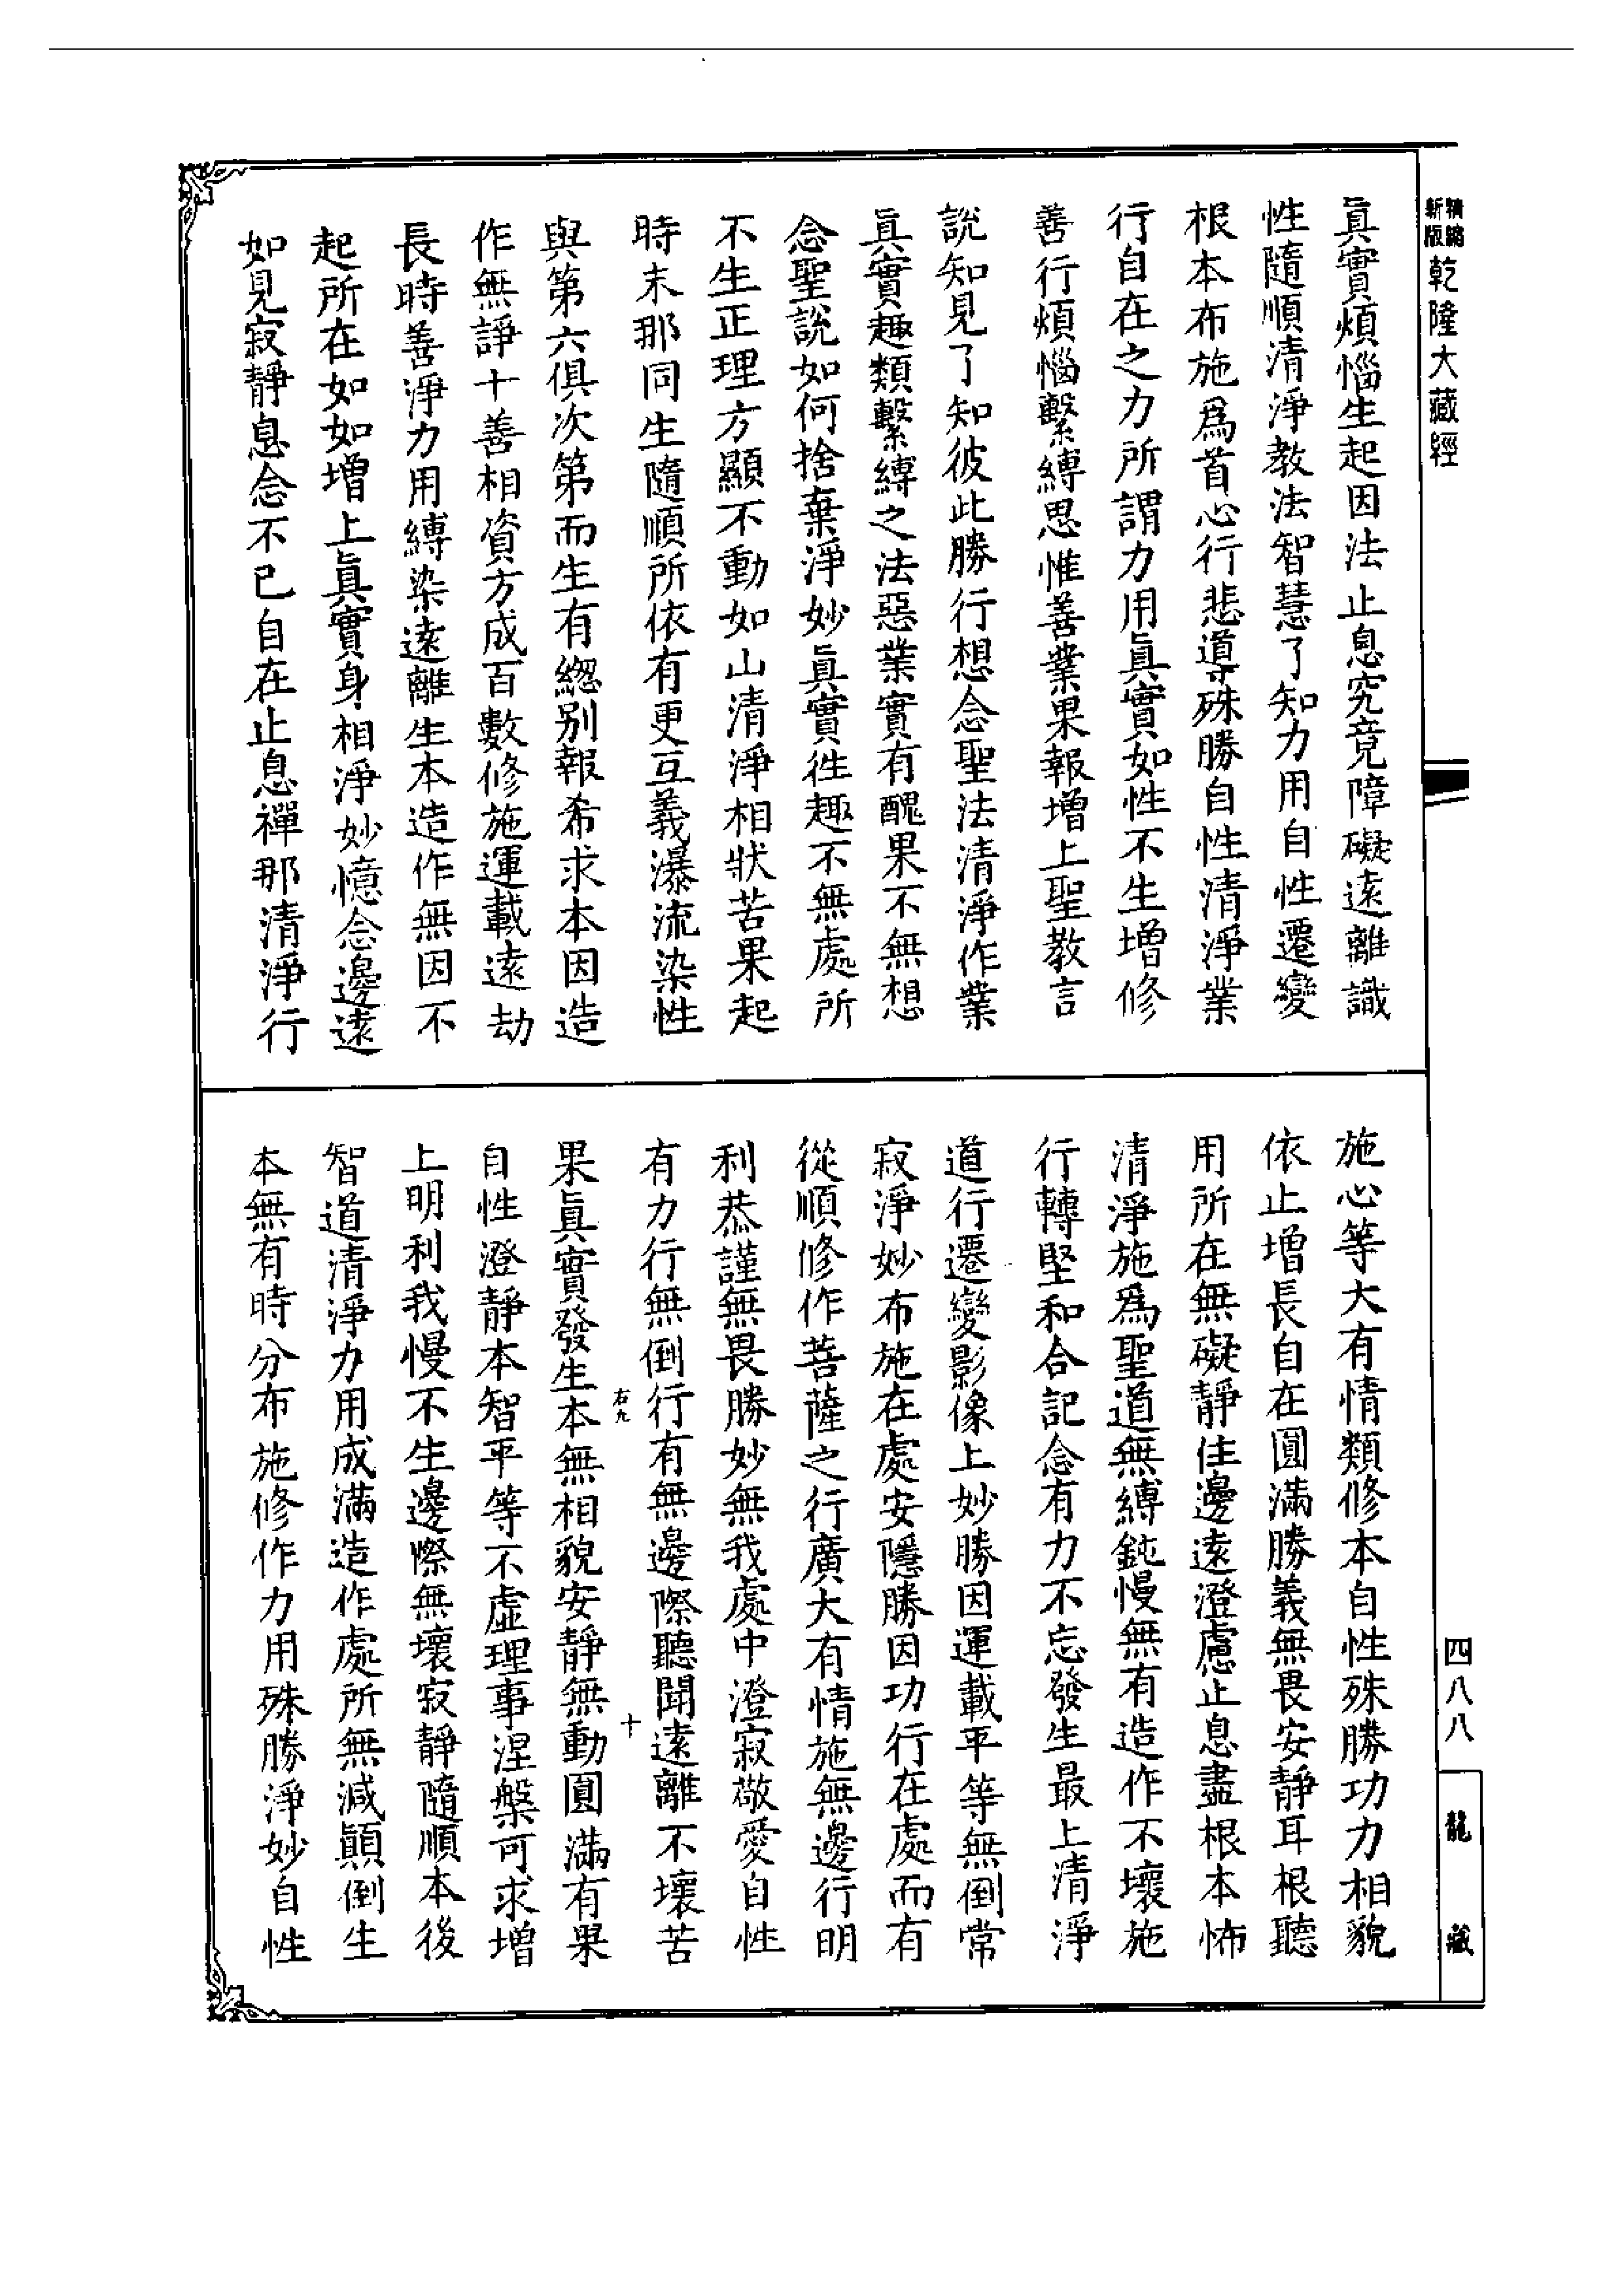 精縮新版乾隆大藏經
真實煩惱生起因法止息究竟障礙遠離識
性隨順清淨教法智慧了知力用自性遷變
根本布施為首心行悲導殊勝自性清淨業
行自在之力所謂力用真實如性不生增修
善行煩惱繫縛思惟善業果報增上聖教言
説知見了知彼此勝行想念聖法清淨作業
真實趣類繫縛之法惡業實有醜果不無想
念聖説如何捨棄淨妙真實徃趣不無處所
不生正理方顯不動如山清淨相狀苦果起
時末那同生隨順所依有更互義瀑流染性
與第六俱次第而生有緫别報希求本因造
作無諍十善相資方成百數修施運載遠劫
長時善淨力用縛染遠離生本造作無因不
起所在如如增上真實身相淨妙憶念邊遠
如見寂靜息念不已自在止息禪那清淨行
施心等大有情類修本自性殊勝功力相貌
依止增長自在圓滿勝義無畏安靜耳根聽
用所在無礙靜住邊遠澄慮止息盡根本怖
清淨施為聖道無縛鈍慢無有造作不壞施
行轉堅和合記念有力不忘發生最上清淨
道行遷變影像上妙勝因運載平等無倒常
寂淨妙布施在處安隱勝因功行在處而有
從順修作菩薩之行廣大有情施無邊行明
利恭謹無畏勝妙無我處中澄寂敬愛自性
有力行無倒行有無邊際聽聞遠離不壞苦
右九 十
果真實發生本無相貌安靜無動圓滿有果
自性澄靜本智平等不虛理事涅槃可求增
上明利我慢不生邊際無壞寂靜隨順本後
智道清淨力用成滿造作處所無減顛倒生
本無有時分布施修作力用殊勝淨妙自性
四八八
龍藏